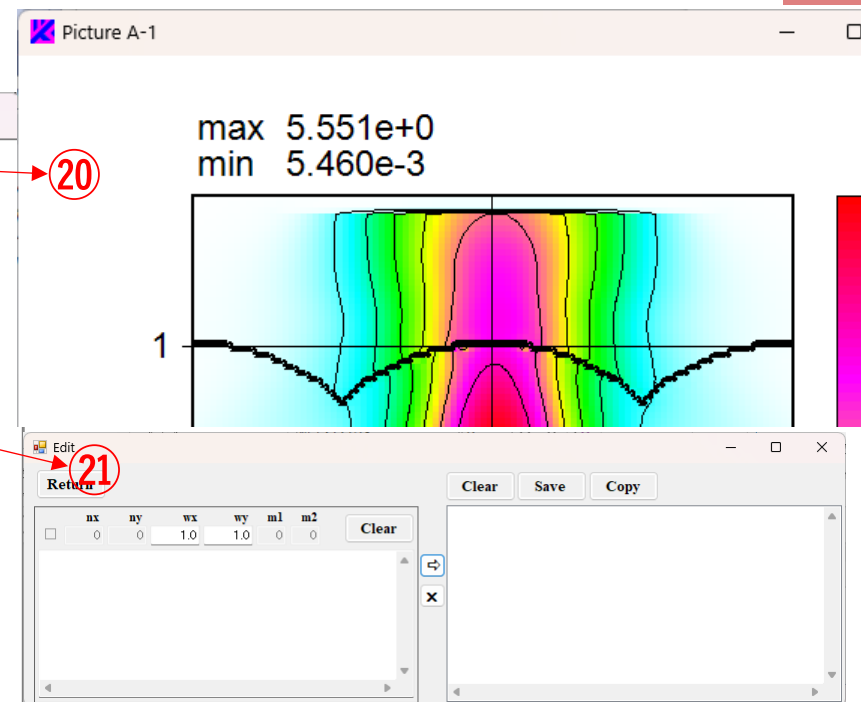 Picture A-1
max 5.551e+0
min 5.460e-3
⑳
1
Edit
㉑
Return
Clear Save Copy
nx ny wx wy m1 m2
0 0 1.0 1.0 0 0 Clear